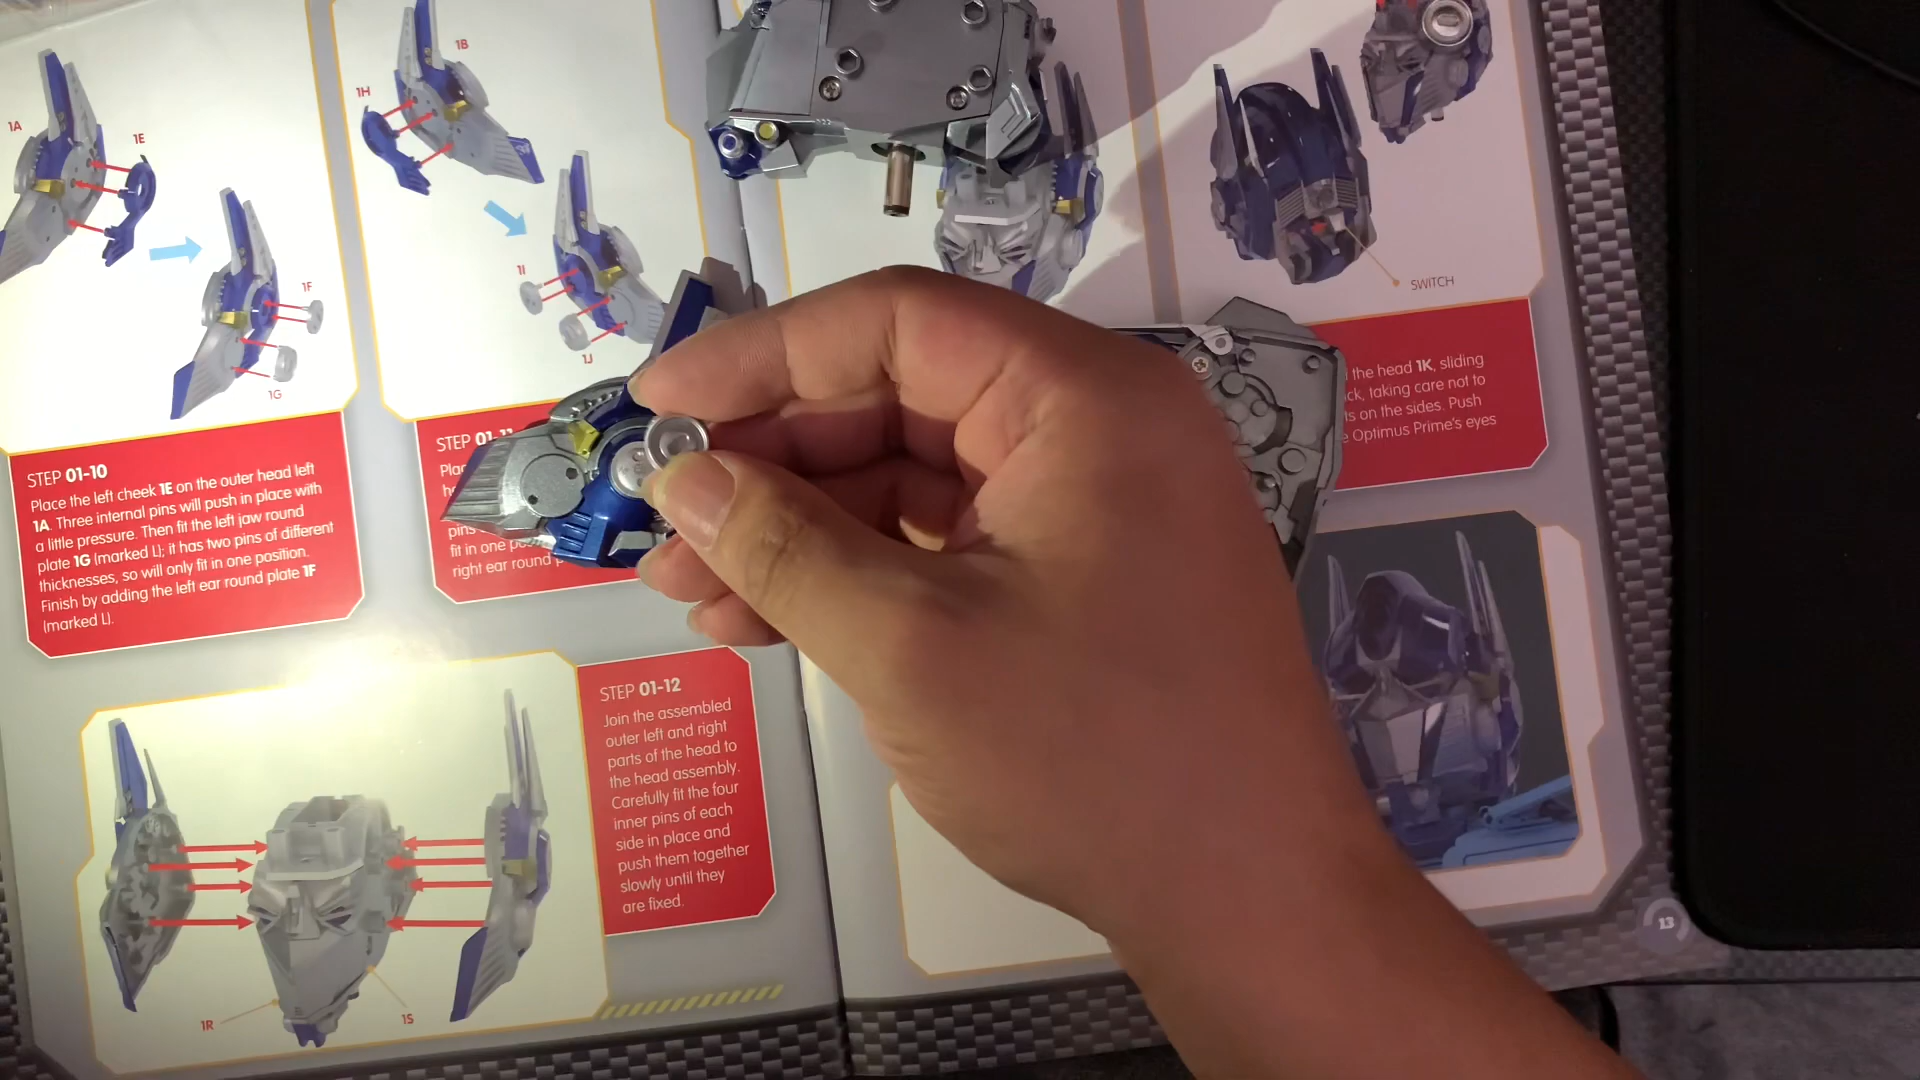 1A
1E
1F
1G
1B
1H
1I
1J
SWITCH
STEP 01-10
Place the left cheek 1E on the outer head left
1A. Three internal pins will push in place with
a little pressure. Then fit the left jaw round
plate 1G (marked L); it has two pins of different
thicknesses, so will only fit in one position.
Finish by adding the left ear round plate 1F
(marked L).
STEP 01-11
pins
fit in one
right ear round
the head 1K, sliding
taking care not to
on the sides. Push
Optimus Prime's eyes
STEP 01-12
Join the assembled
outer left and right
parts of the head to
the head assembly.
Carefully fit the four
inner pins of each
side in place and
push them together
slowly until they
are fixed.
1R
1S
13